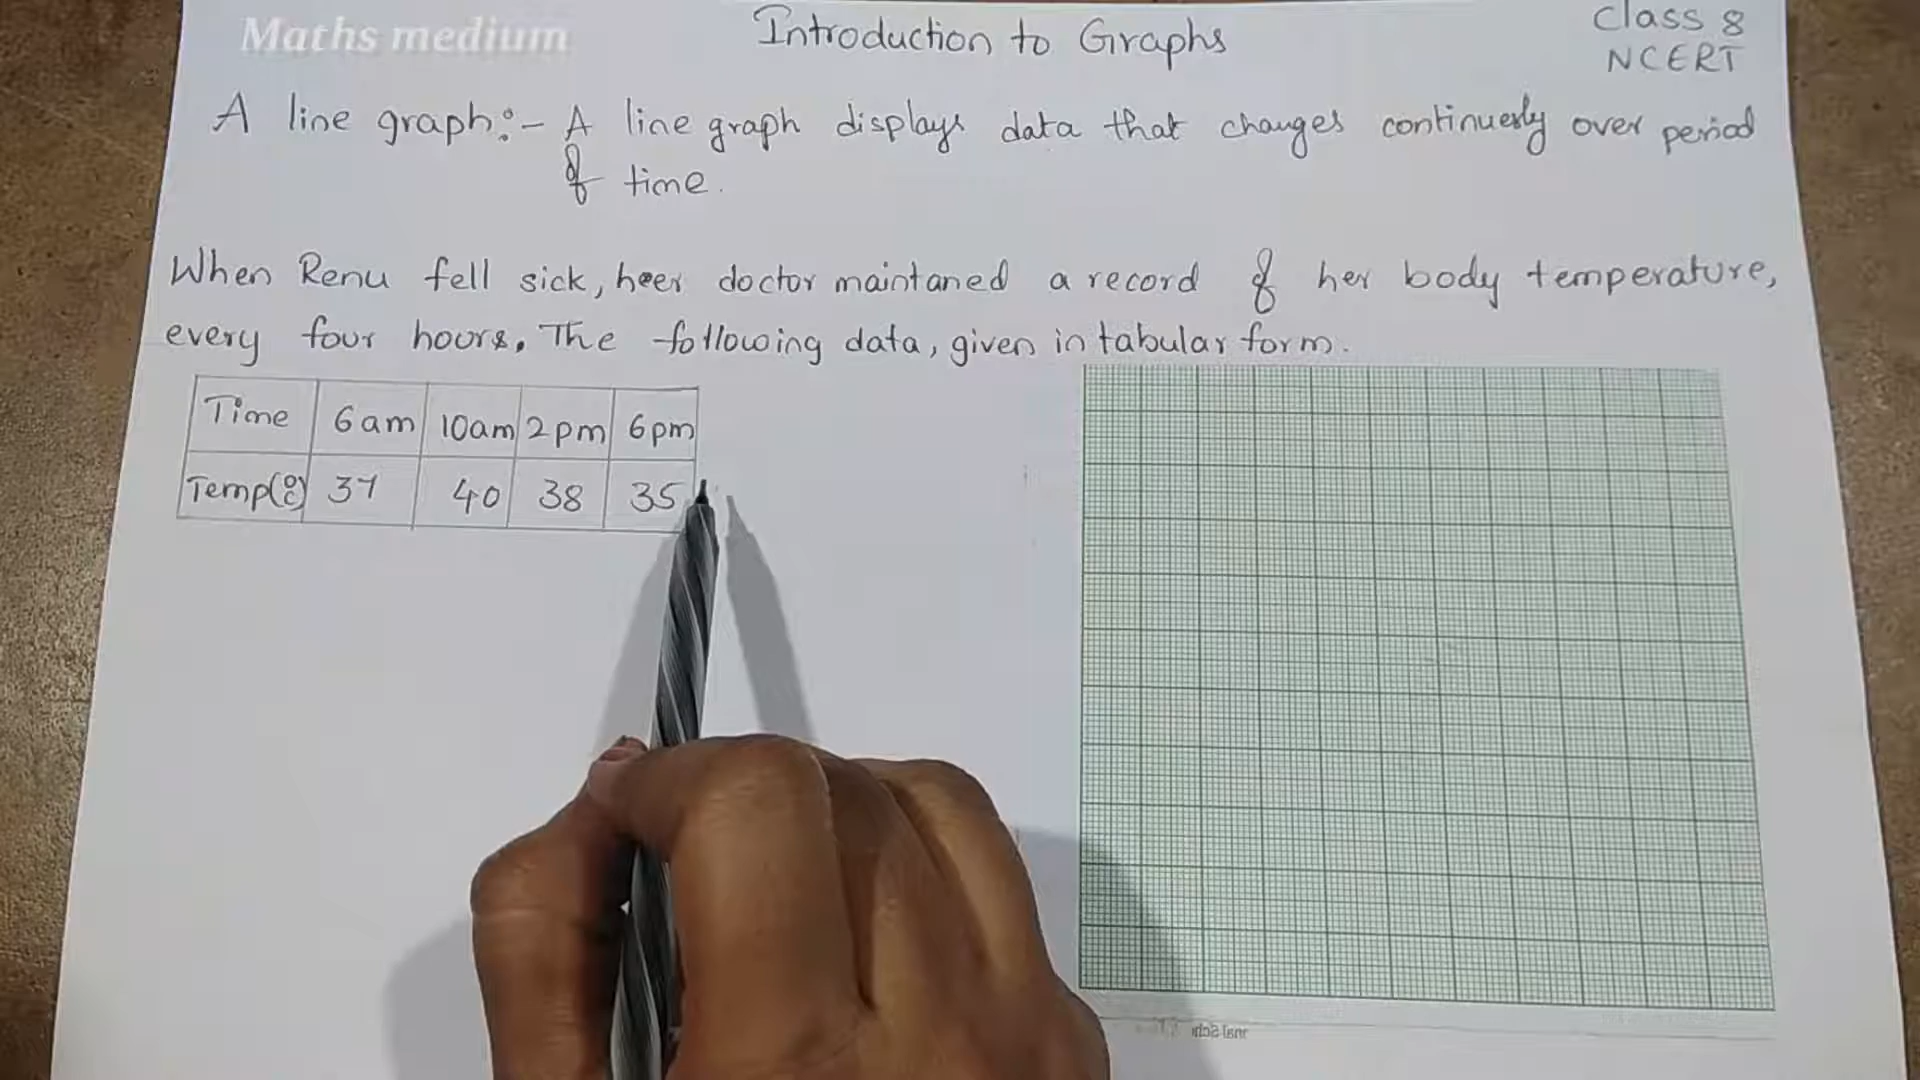 Maths medium
Introduction to Graphs
Class 8
NCERT
A line graph:- A line graph displays data that changes continuesly over period
of time.
When Renu fell sick, heer doctor maintaned a record of her body temperature,
every four hours. The following data, given in tabular form.
Time 6am 10am 2pm 6pm
Temp(°C) 37 40 38 35